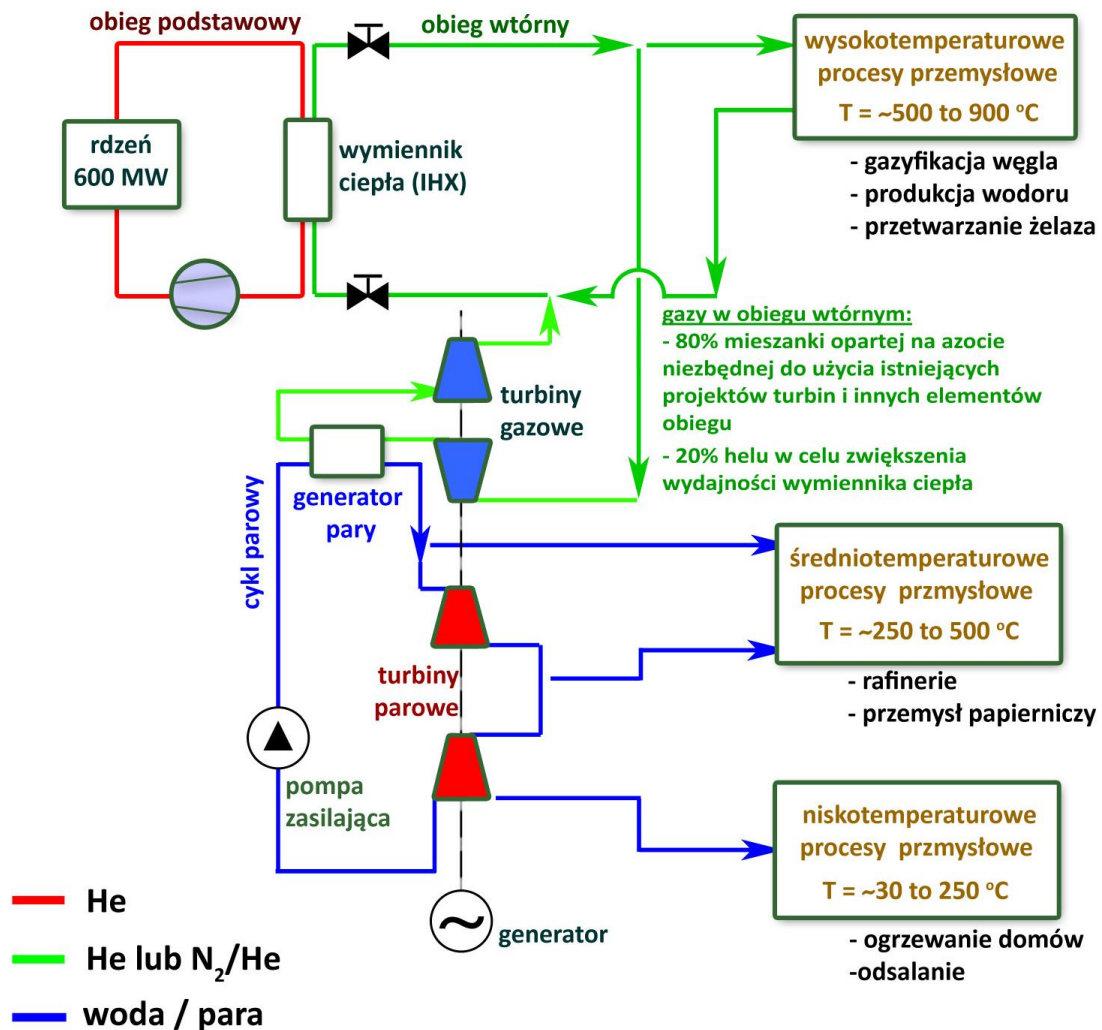 obieg podstawowy
obieg wtórny
rdzeń
600 MW
wymiennik
ciepła (IHX)
wysokotemperaturowe
procesy przemysłowe
T = ~500 to 900 °C
- gazyfikacja węgla
- produkcja wodoru
- przetwarzanie żelaza
gazy w obiegu wtórnym:
- 80% mieszanki opartej na azocie
niezbędnej do użycia istniejących
projektów turbin i innych elementów
obiegu
- 20% helu w celu zwiększenia
wydajności wymiennika ciepła
turbiny
gazowe
generator
pary
cykl parowy
średniotemperaturowe
procesy przmysłowe
T = ~250 to 500 °C
- rafinerie
- przemysł papierniczy
turbiny
parowe
pompa
zasilająca
niskotemperaturowe
procesy przmysłowe
T = ~30 to 250 °C
- ogrzewanie domów
-odsalanie
generator
He
He lub N₂/He
woda / para